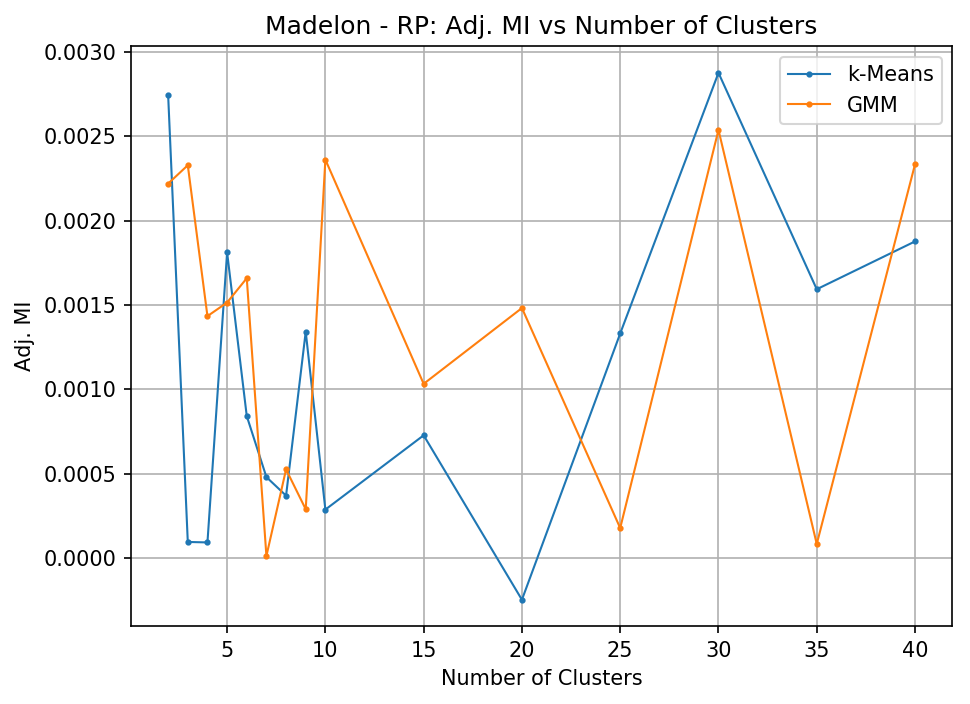 Madelon - RP: Adj. MI vs Number of Clusters
k-Means
GMM
Adj. MI
0.0030
0.0025
0.0020
0.0015
0.0010
0.0005
0.0000
5 10 15 20 25 30 35 40
Number of Clusters